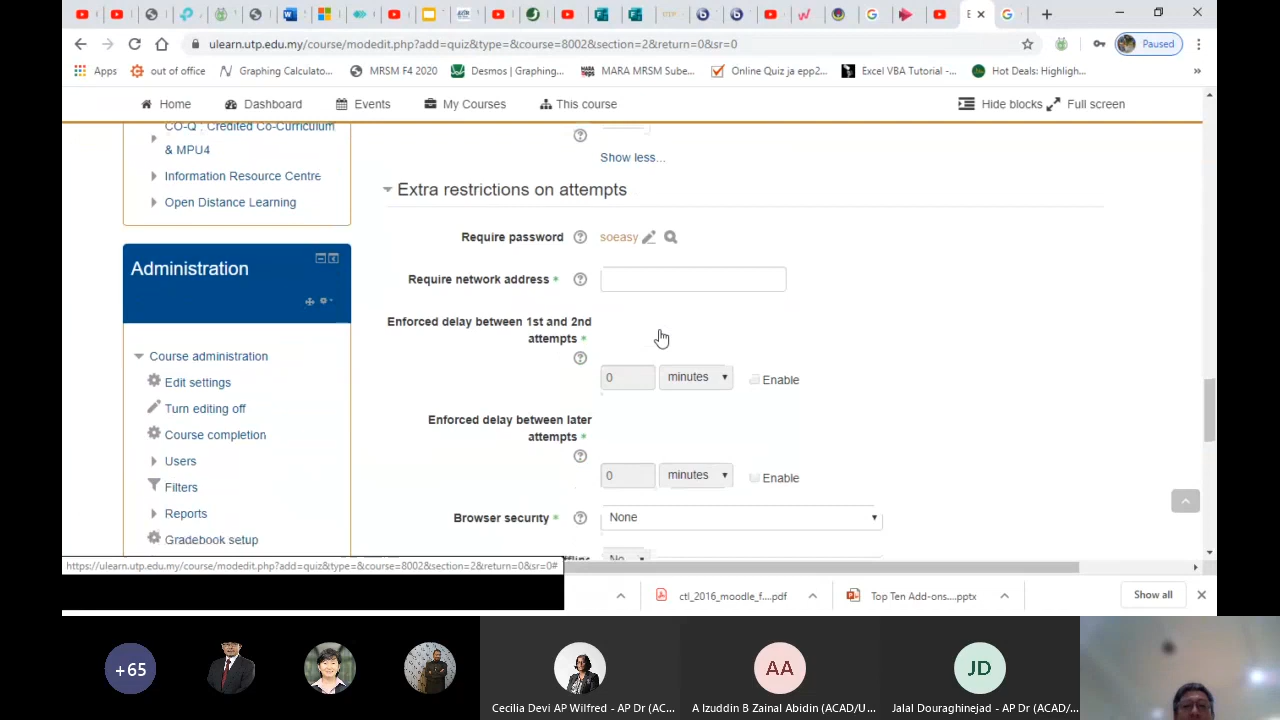 E
ulearn.utp.edu.my/course/modedit.php?add=quiz&type=&course=8002&section=2&return=0&sr=0
Paused
Apps
out of office
Graphing Calculato...
MRSM F4 2020
Desmos | Graphing...
MARA MRSM Sube...
Online Quiz ja epp2...
Excel VBA Tutorial -...
Hot Deals: Highligh...
»
Home
Dashboard
Events
My Courses
This course
Hide blocks
Full screen
CO-Q : Credited Co-Curriculum
& MPU4
Information Resource Centre
Open Distance Learning
Show less...
Extra restrictions on attempts
Require password
soeasy
Administration
Require network address *
Enforced delay between 1st and 2nd
attempts *
0 minutes Enable
Enforced delay between later
attempts *
0 minutes Enable
Browser security * None
No
Course administration
Edit settings
Turn editing off
Course completion
Users
Filters
Reports
Gradebook setup
https://ulearn.utp.edu.my/course/modedit.php?add=quiz&type=&course=8002&section=2&return=0&sr=0#
ctl_2016_moodle_f....pdf
Top Ten Add-ons....pptx
Show all
+65
AA
JD
Cecilia Devi AP Wilfred - AP Dr (AC...
A Izuddin B Zainal Abidin (ACAD/U...
Jalal Douraghinejad - AP Dr (ACAD/...